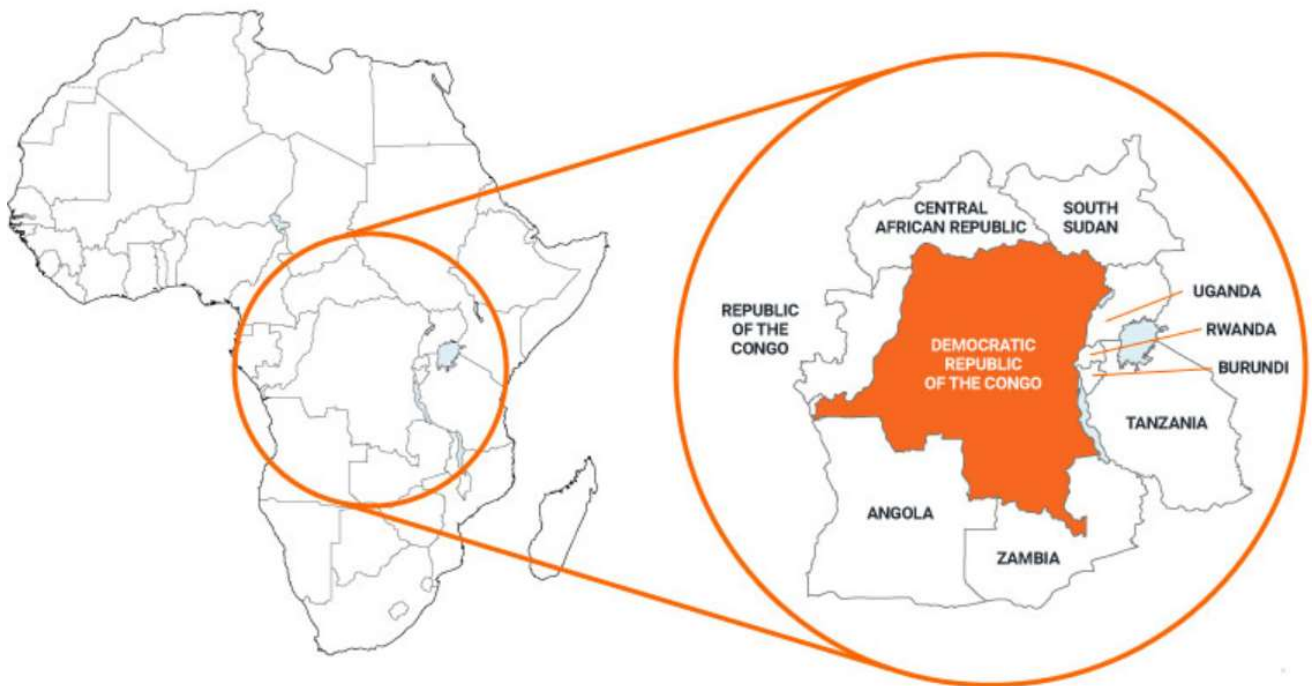 CENTRAL
AFRICAN REPUBLIC
SOUTH
SUDAN
UGANDA
REPUBLIC
OF THE
CONGO
RWANDA
DEMOCRATIC
REPUBLIC
OF THE CONGO
BURUNDI
TANZANIA
ANGOLA
ZAMBIA